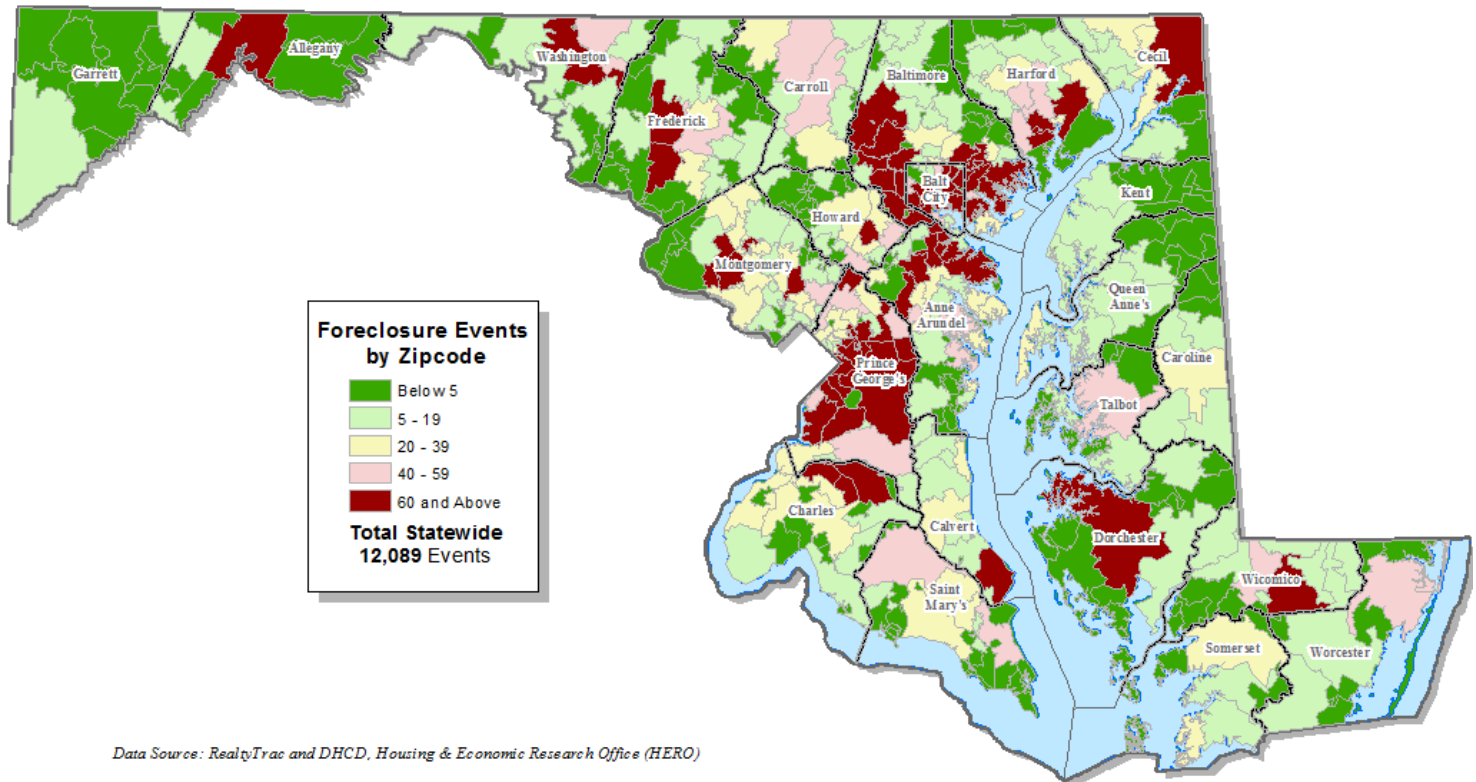 Garrett
Allegany
Washington
Frederick
Carroll
Baltimore
Harford
Cecil
Balt
City
Howard
Montgomery
Kent
Queen
Anne's
Anne
Arundel
Prince
George's
Caroline
Talbot
Charles
Calvert
Dorchester
Saint
Mary's
Wicomico
Somerset
Worcester
Foreclosure Events
by Zipcode
Below 5
5 - 19
20 - 39
40 - 59
60 and Above
Total Statewide
12,089 Events
Data Source: RealtyTrac and DHCD, Housing & Economic Research Office (HERO)